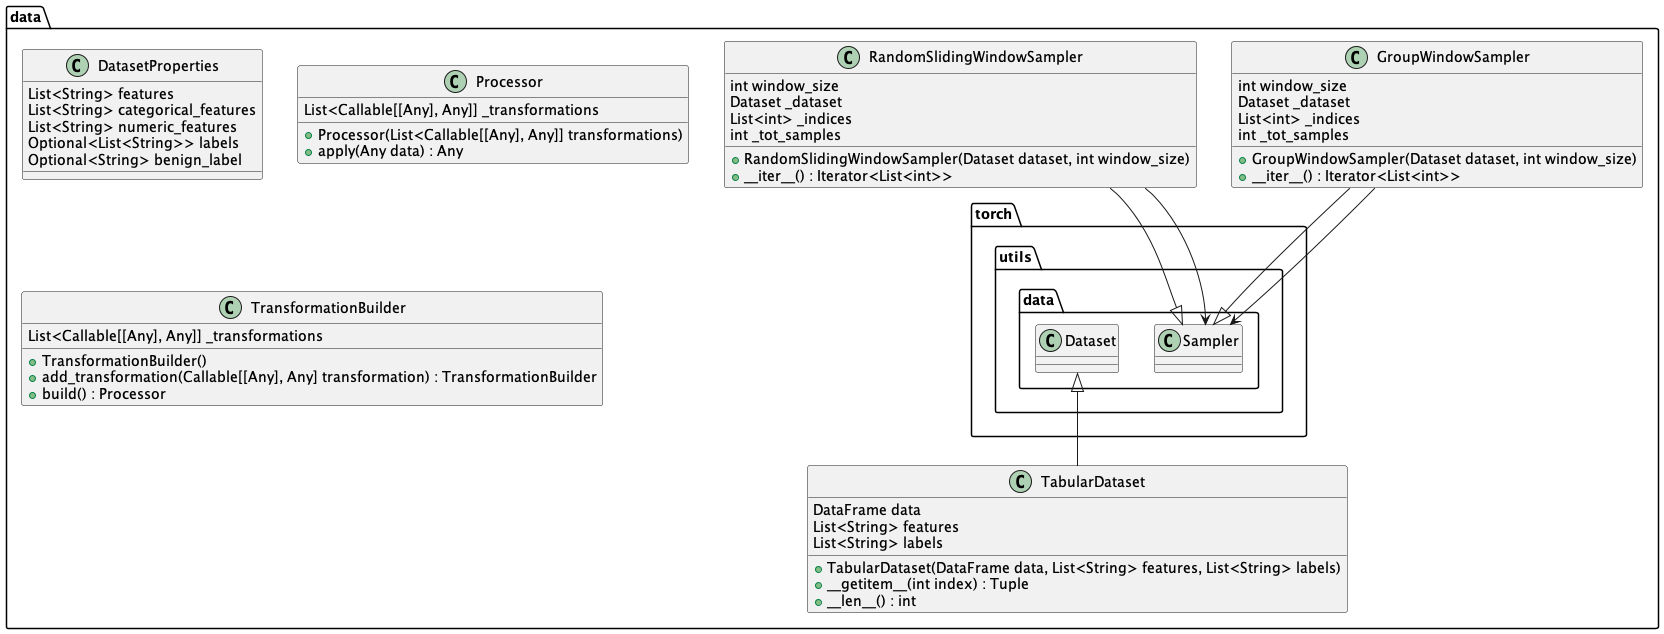 data
C DatasetProperties
List<String> features
List<String> categorical_features
List<String> numeric_features
Optional<List<String>> labels
Optional<String> benign_label
C Processor
List<Callable[[Any], Any]] _transformations
Processor(List<Callable[[Any], Any]] transformations)
apply(Any data) : Any
C RandomSlidingWindowSampler
int window_size
Dataset _dataset
List<int> _indices
int _tot_samples
RandomSlidingWindowSampler(Dataset dataset, int window_size)
__iter__() : Iterator<List<int>>
C GroupWindowSampler
int window_size
Dataset _dataset
List<int> _indices
int _tot_samples
GroupWindowSampler(Dataset dataset, int window_size)
__iter__() : Iterator<List<int>>
torch
utils
data
C Dataset
C Sampler
C TransformationBuilder
List<Callable[[Any], Any]] _transformations
TransformationBuilder()
add_transformation(Callable[[Any], Any] transformation) : TransformationBuilder
build() : Processor
C TabularDataset
DataFrame data
List<String> features
List<String> labels
TabularDataset(DataFrame data, List<String> features, List<String> labels)
__getitem__(int index) : Tuple
__len__() : int